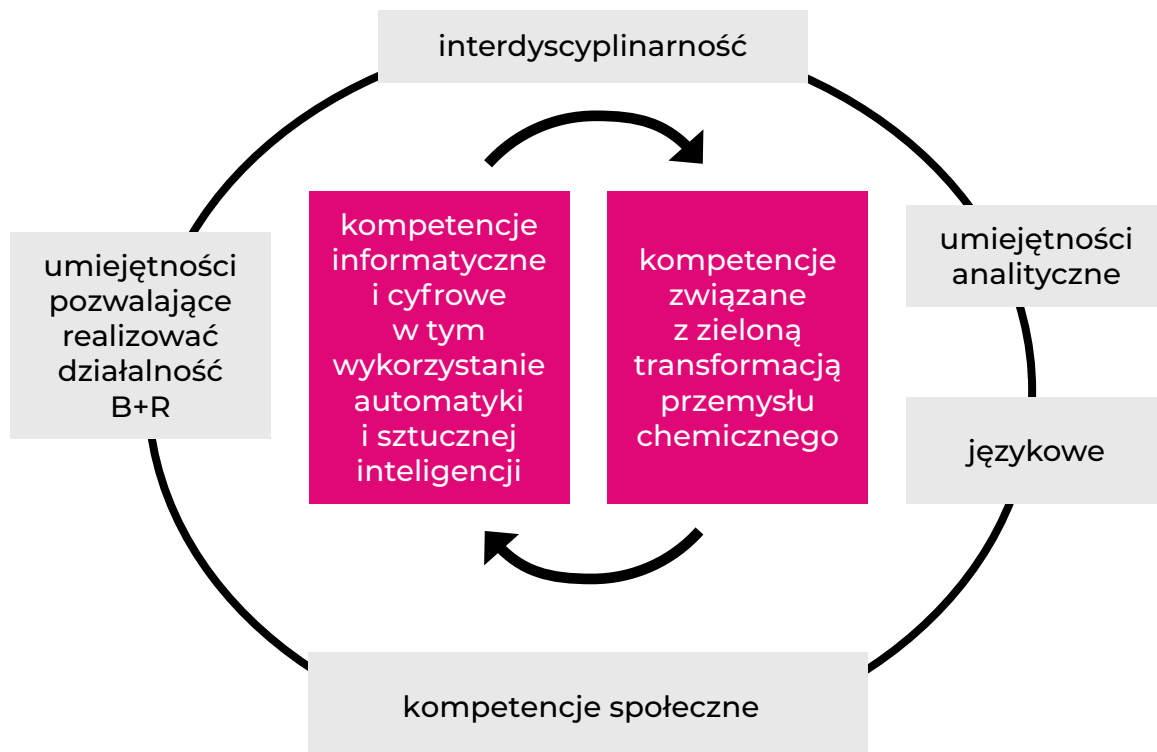 interdyscyplinarność
umiejętności
pozwalające
realizować
działalność
B+R
kompetencje
informatyczne
i cyfrowe
w tym
wykorzystanie
automatyki
i sztucznej
inteligencji
kompetencje
związane
z zieloną
transformacją
przemysłu
chemicznego
umiejętności
analityczne
językowe
kompetencje społeczne